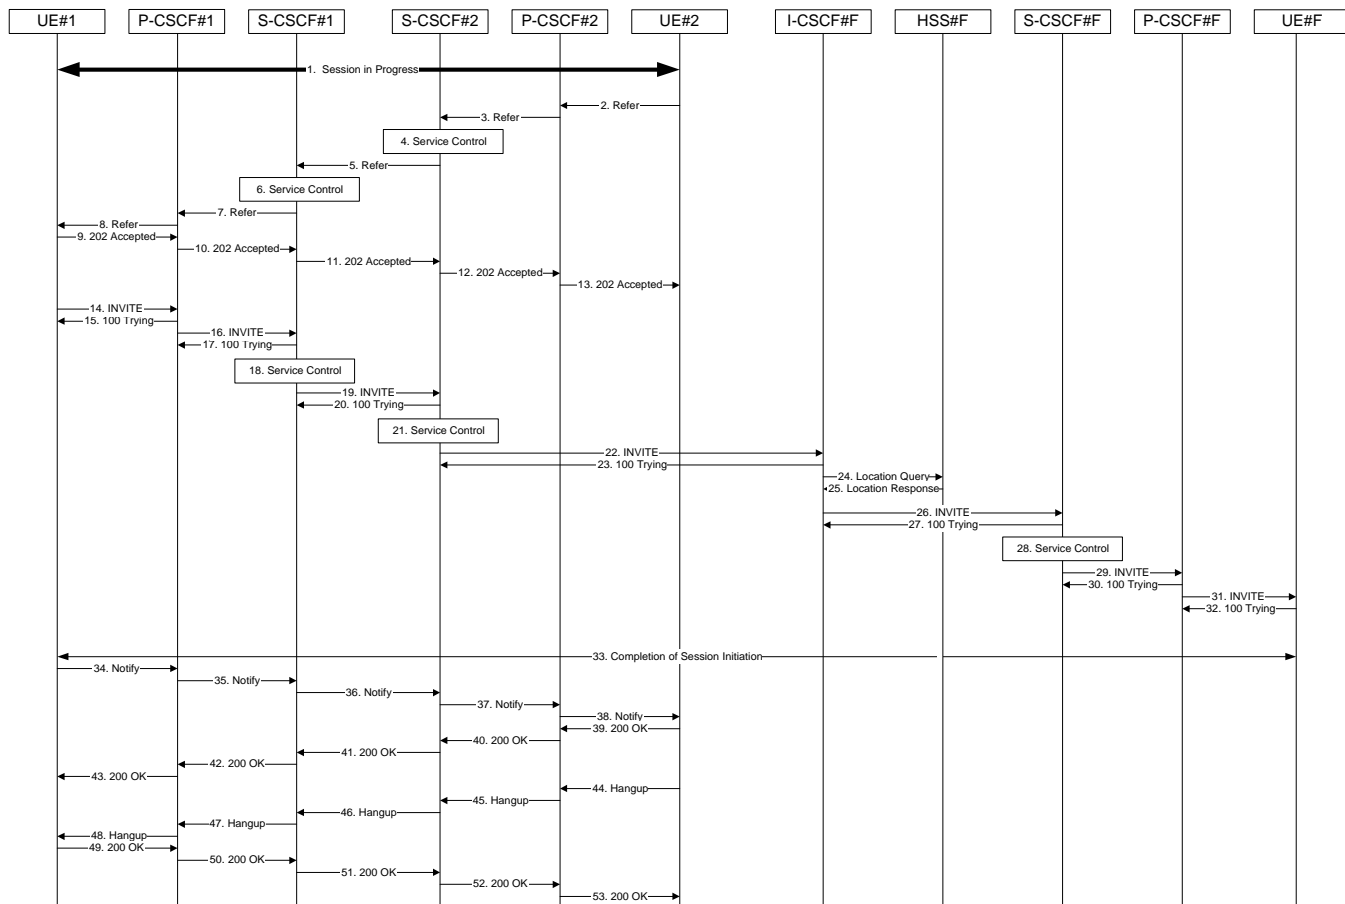 UE#1
P-CSCF#1
S-CSCF#1
S-CSCF#2
P-CSCF#2
UE#2
I-CSCF#F
HSS#F
S-CSCF#F
P-CSCF#F
UE#F
1. Session in Progress
2. Refer
3. Refer
4. Service Control
5. Refer
6. Service Control
7. Refer
8. Refer
9. 202 Accepted
10. 202 Accepted
11. 202 Accepted
12. 202 Accepted
13. 202 Accepted
14. INVITE
15. 100 Trying
16. INVITE
17. 100 Trying
18. Service Control
19. INVITE
20. 100 Trying
21. Service Control
22. INVITE
23. 100 Trying
24. Location Query
25. Location Response
26. INVITE
27. 100 Trying
28. Service Control
29. INVITE
30. 100 Trying
31. INVITE
32. 100 Trying
33. Completion of Session Initiation
34. Notify
35. Notify
36. Notify
37. Notify
38. Notify
39. 200 OK
40. 200 OK
41. 200 OK
42. 200 OK
43. 200 OK
44. Hangup
45. Hangup
46. Hangup
47. Hangup
48. Hangup
49. 200 OK
50. 200 OK
51. 200 OK
52. 200 OK
53. 200 OK